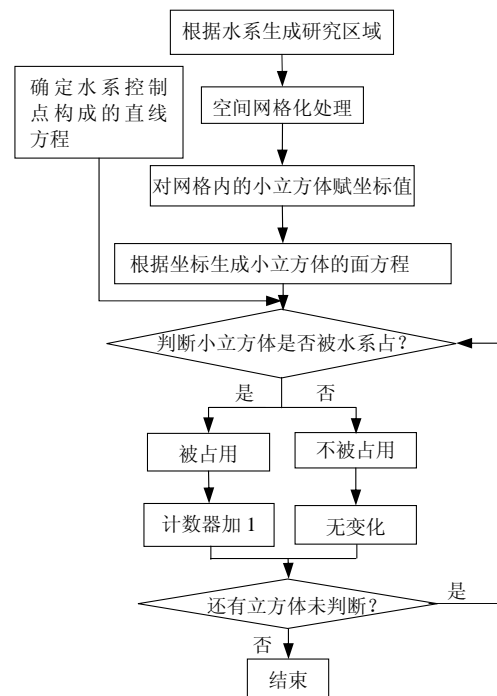 根据水系生成研究区域
确定水系控制
点构成的直线
方程
空间网格化处理
对网格内的小立方体赋坐标值
根据坐标生成小立方体的面方程
判断小立方体是否被水系占?
是
否
被占用
不被占用
计数器加 1
无变化
还有立方体未判断?
是
否
结束